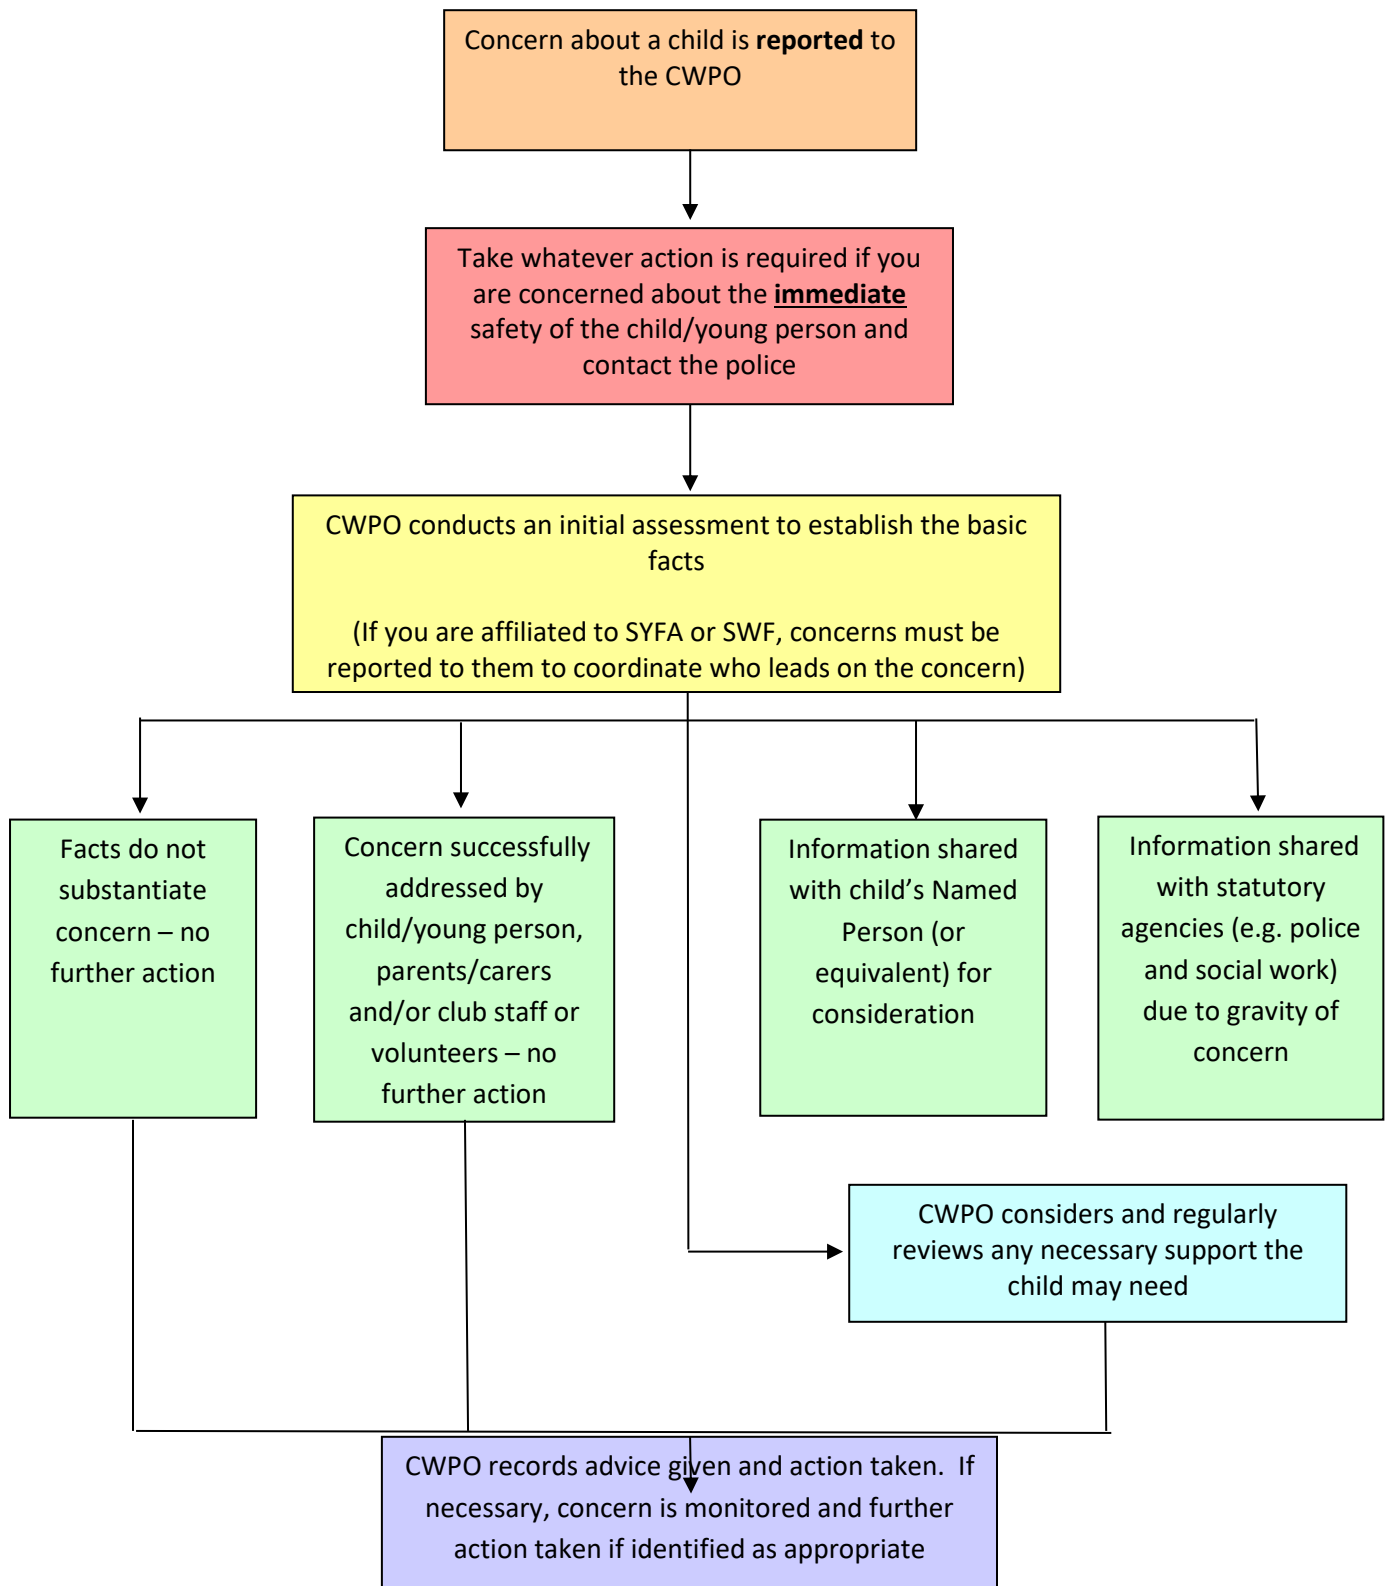 Concern about a child is reported to
the CWPO
Take whatever action is required if you
are concerned about the immediate
safety of the child/young person and
contact the police
CWPO conducts an initial assessment to establish the basic
facts
(If you are affiliated to SYFA or SWF, concerns must be
reported to them to coordinate who leads on the concern)
Facts do not
substantiate
concern – no
further action
Concern successfully
addressed by
child/young person,
parents/carers
and/or club staff or
volunteers – no
further action
Information shared
with child’s Named
Person (or
equivalent) for
consideration
Information shared
with statutory
agencies (e.g. police
and social work)
due to gravity of
concern
CWPO considers and regularly
reviews any necessary support the
child may need
CWPO records advice given and action taken.  If
necessary, concern is monitored and further
action taken if identified as appropriate